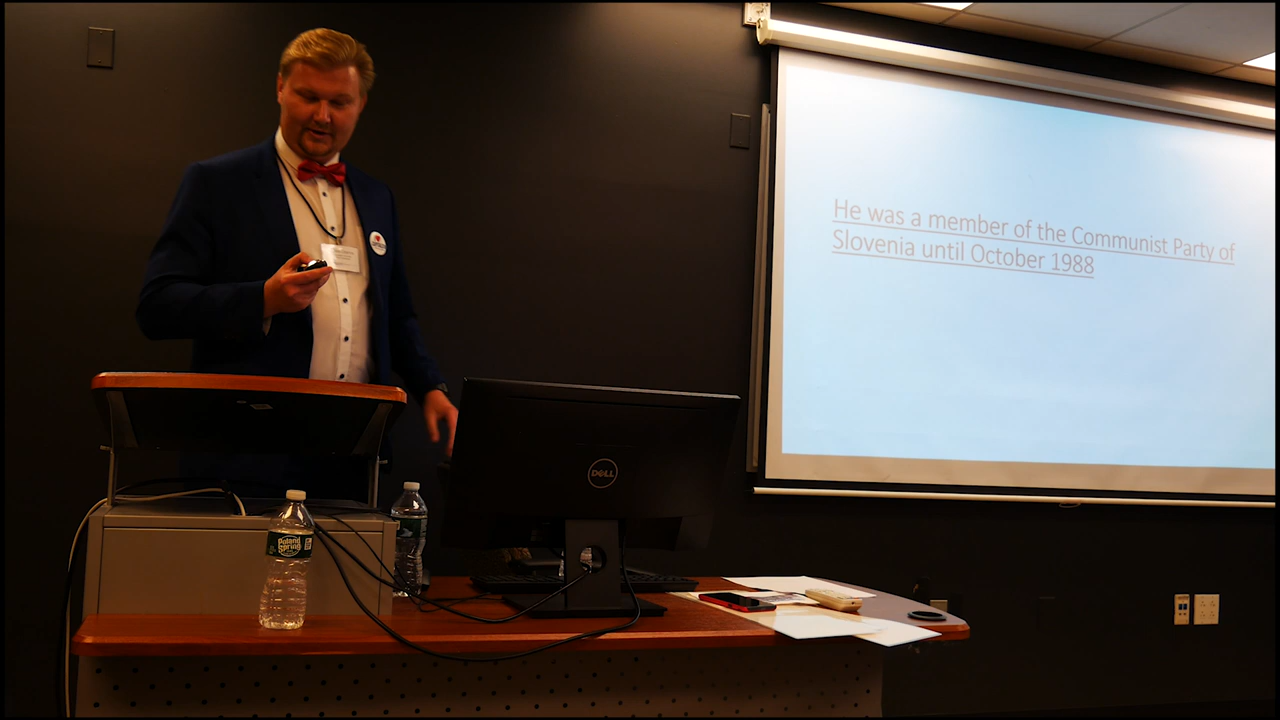 He was a member of the Communist Party of
Slovenia until October 1988
DELL
Poland
Spring